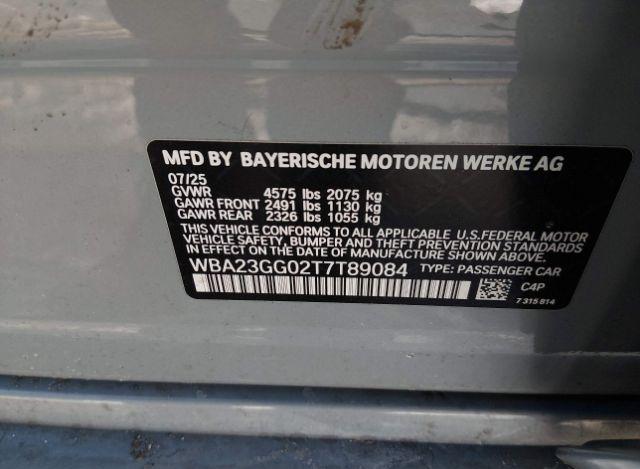 MFD BY BAYERISCHE MOTOREN WERKE AG
07/25
GVWR 4575 lbs 2075 kg
GAWR FRONT 2491 lbs 1130 kg
GAWR REAR 2326 lbs 1055 kg
THIS VEHICLE CONFORMS TO ALL APPLICABLE U.S.FEDERAL MOTOR
VEHICLE SAFETY, BUMPER AND THEFT PREVENTION STANDARDS
IN EFFECT ON THE DATE OF MANUFACTURE SHOWN ABOVE.
WBA23GG02T7T89084 TYPE: PASSENGER CAR
C4P
7 315 814